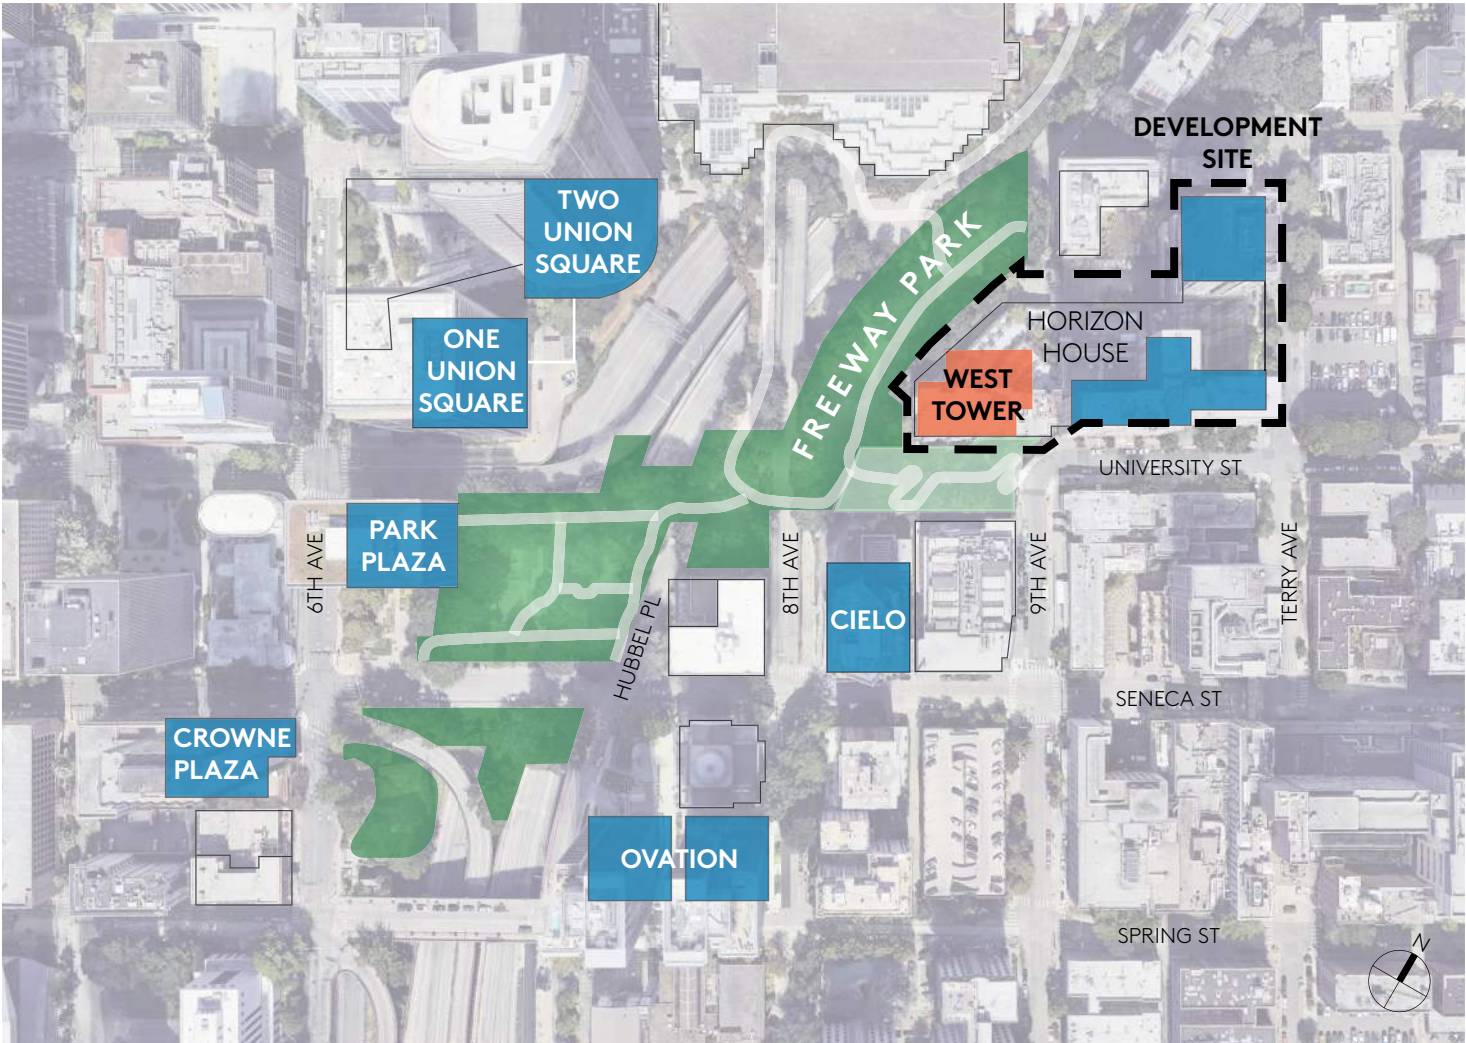 DEVELOPMENT
SITE
TWO
UNION
SQUARE
FREEWAY PARK
HORIZON
HOUSE
ONE
UNION
SQUARE
WEST
TOWER
UNIVERSITY ST
PARK
PLAZA
6TH AVE
8TH AVE
9TH AVE
TERRY AVE
CIELO
HUBBEL PL
SENECA ST
CROWNE
PLAZA
OVATION
SPRING ST
N